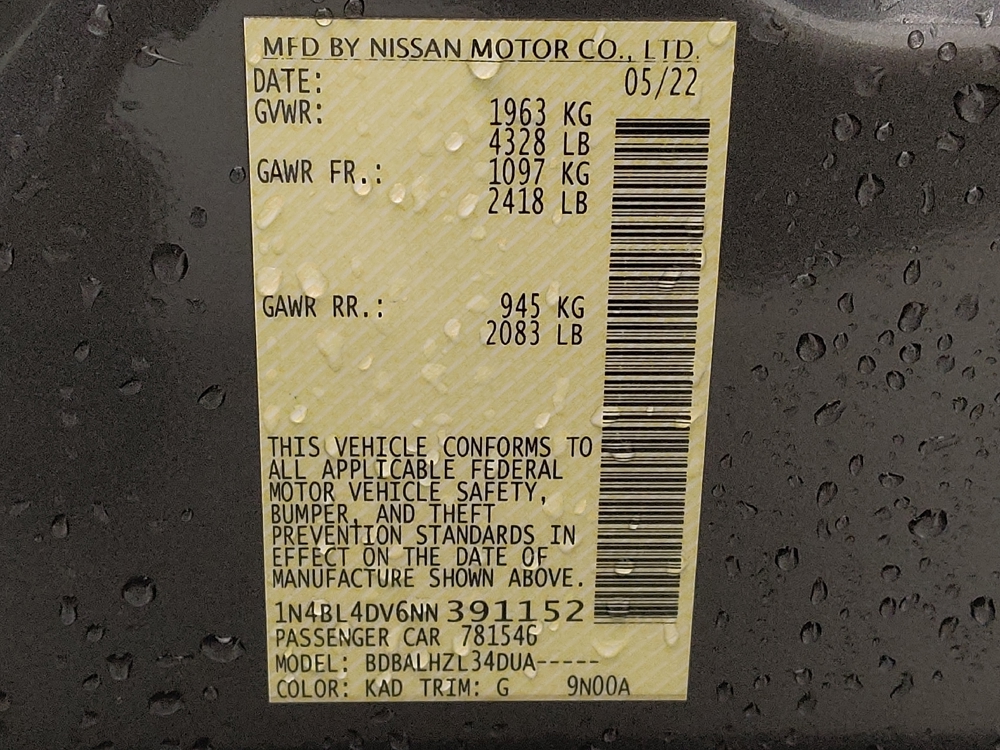 MFD BY NISSAN MOTOR CO., LTD.
DATE: 05/22
GVWR: 1963 KG
4328 LB
GAWR FR.: 1097 KG
2418 LB
GAWR RR.: 945 KG
2083 LB
THIS VEHICLE CONFORMS TO
ALL APPLICABLE FEDERAL
MOTOR VEHICLE SAFETY,
BUMPER, AND THEFT
PREVENTION STANDARDS IN
EFFECT ON THE DATE OF
MANUFACTURE SHOWN ABOVE.
1N4BL4DV6NN391152
PASSENGER CAR 781546
MODEL: BDBALHZL34DUA-----
COLOR: KAD TRIM: G 9N00A